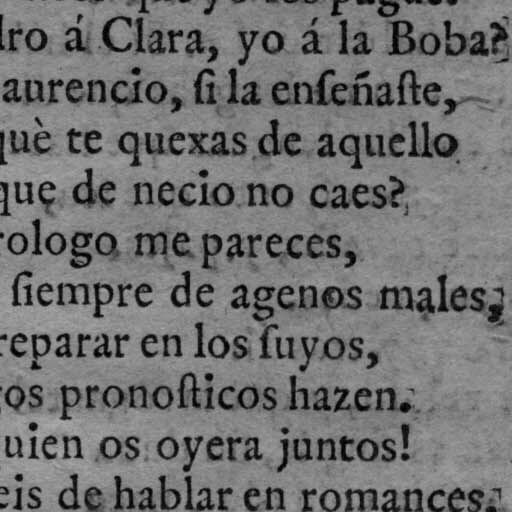 dro á Clara, yo á la Boba?
aurencio, ſi la enſeñaſte,
què te quexas de aquello
que de necio no caes?
rologo me pareces,
ſiempre de agenos males,
reparar en los ſuyos,
gos pronoſticos hazen.
uien os oyera juntos!
eis de hablar en romances.